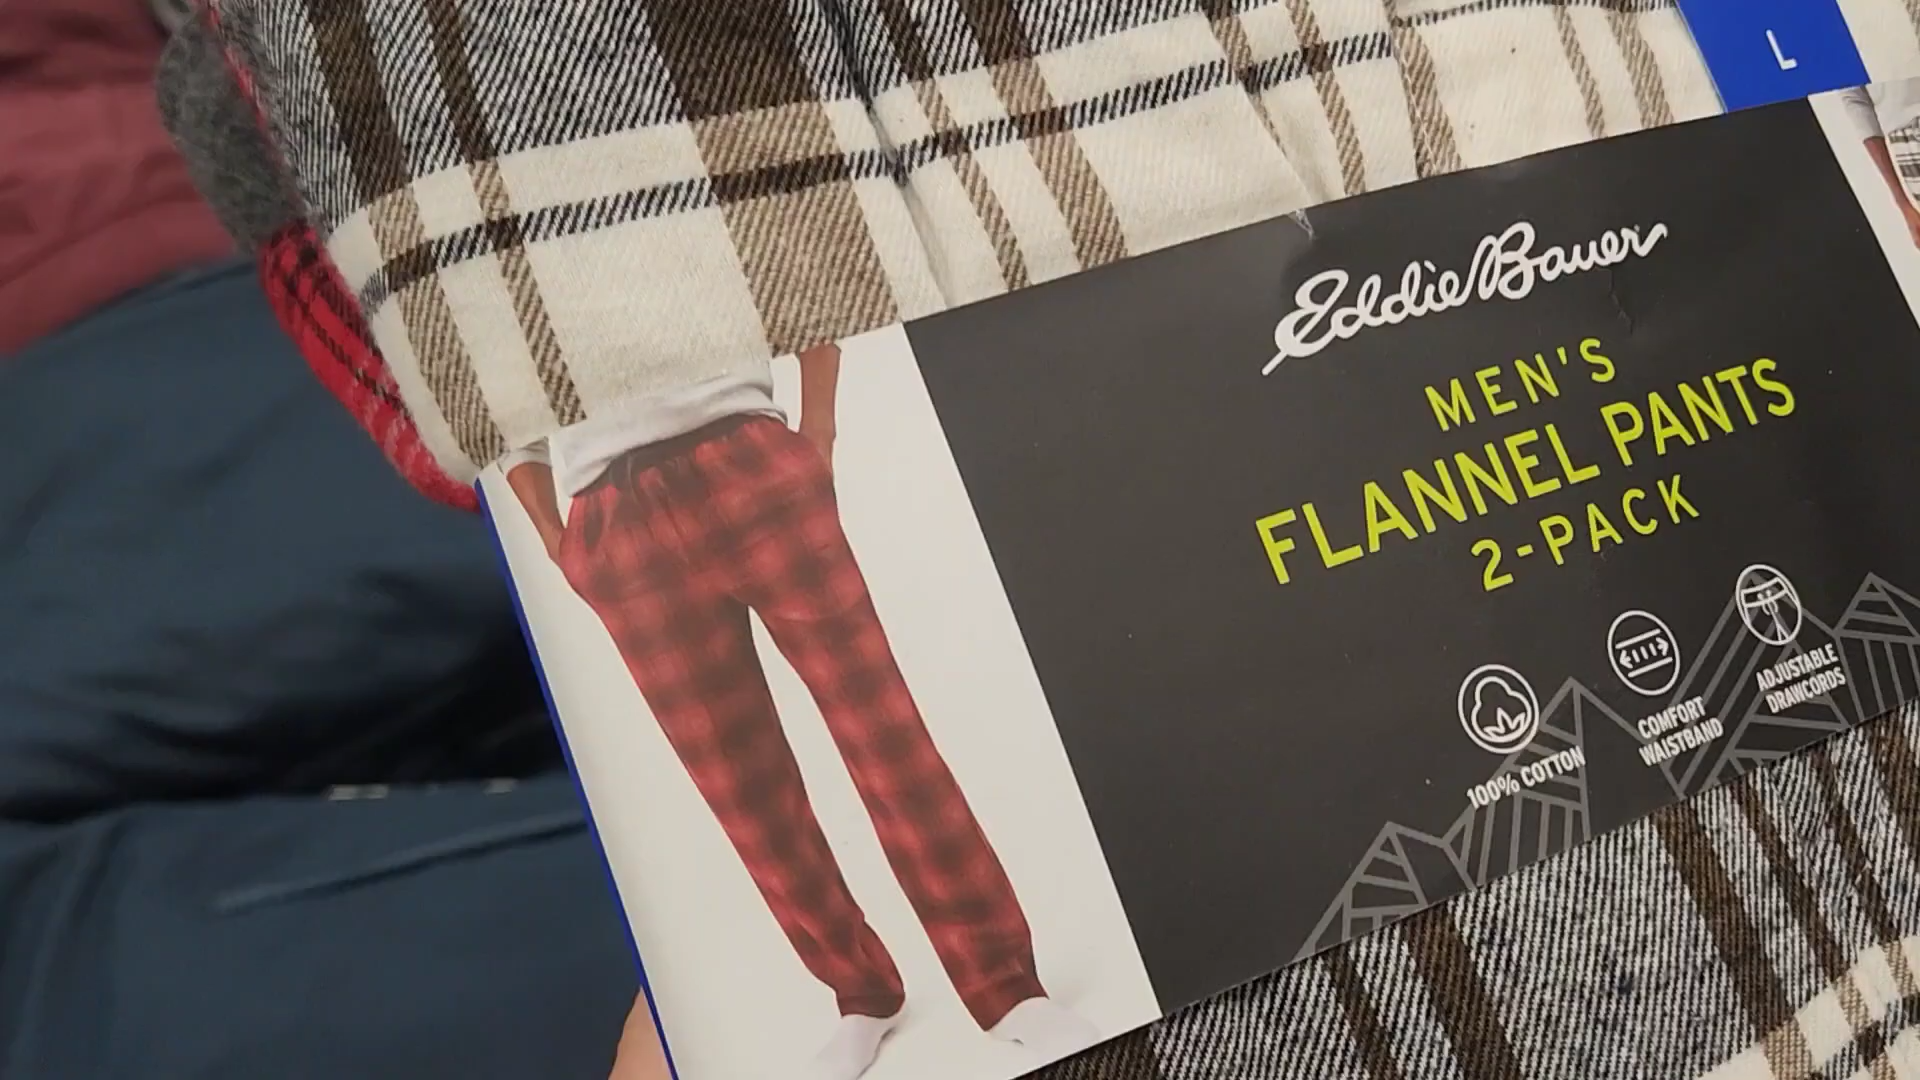 L
Eddie Bauer
MEN'S
FLANNEL PANTS
2-PACK
100% COTTON
COMFORT
WAISTBAND
ADJUSTABLE
DRAWCORDS